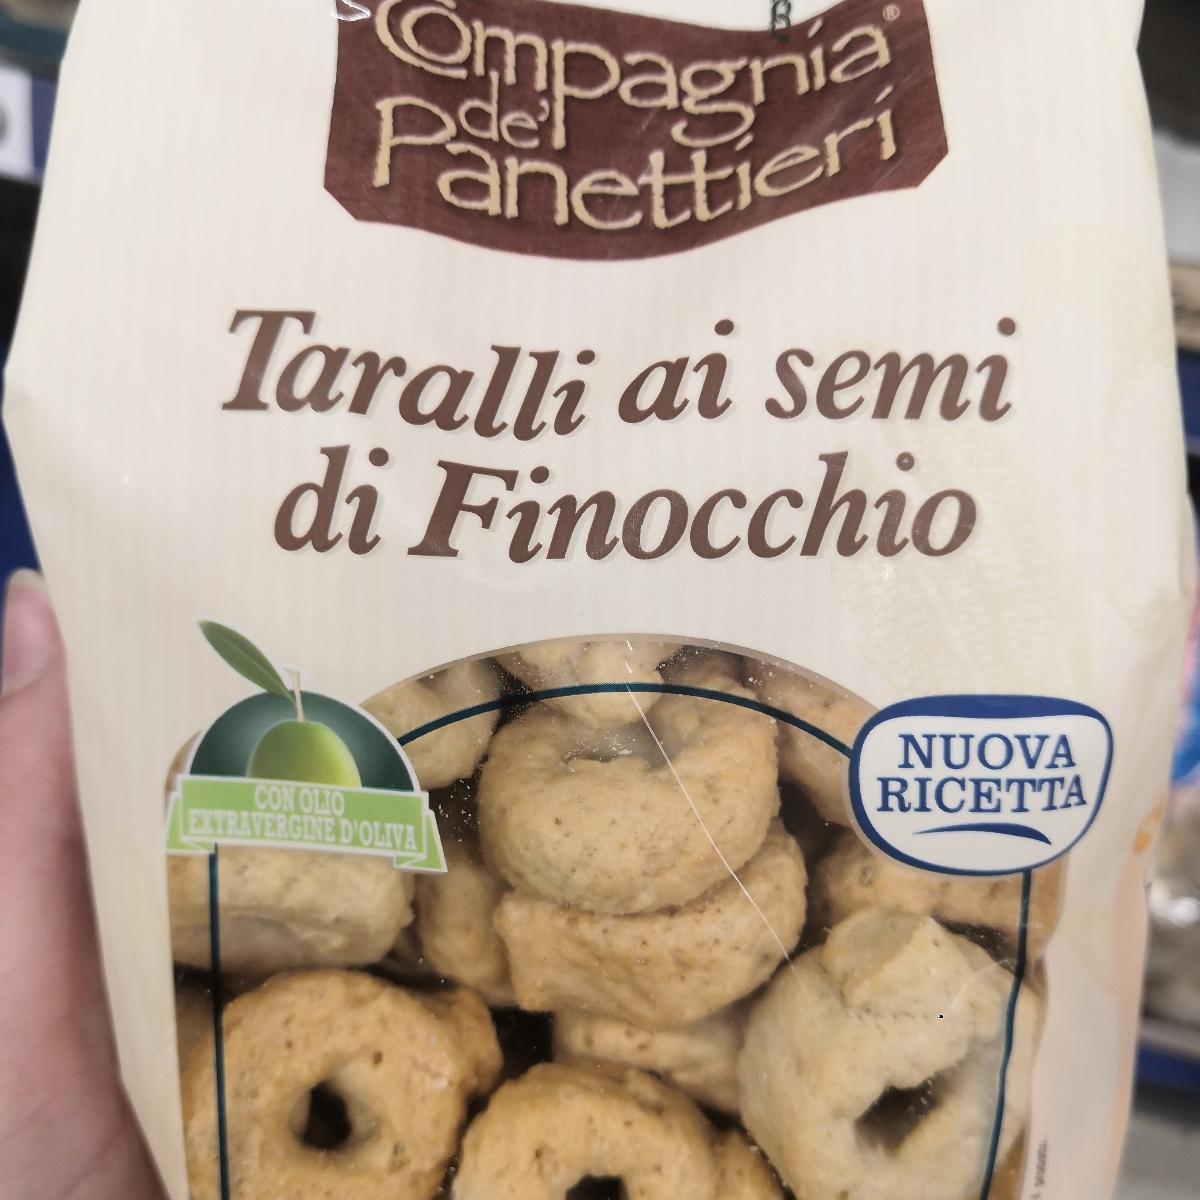 Compagnia®
de'
Panettieri
Taralli ai semi
di Finocchio
CON OLIO
EXTRAVERGINE D'OLIVA
NUOVA
RICETTA